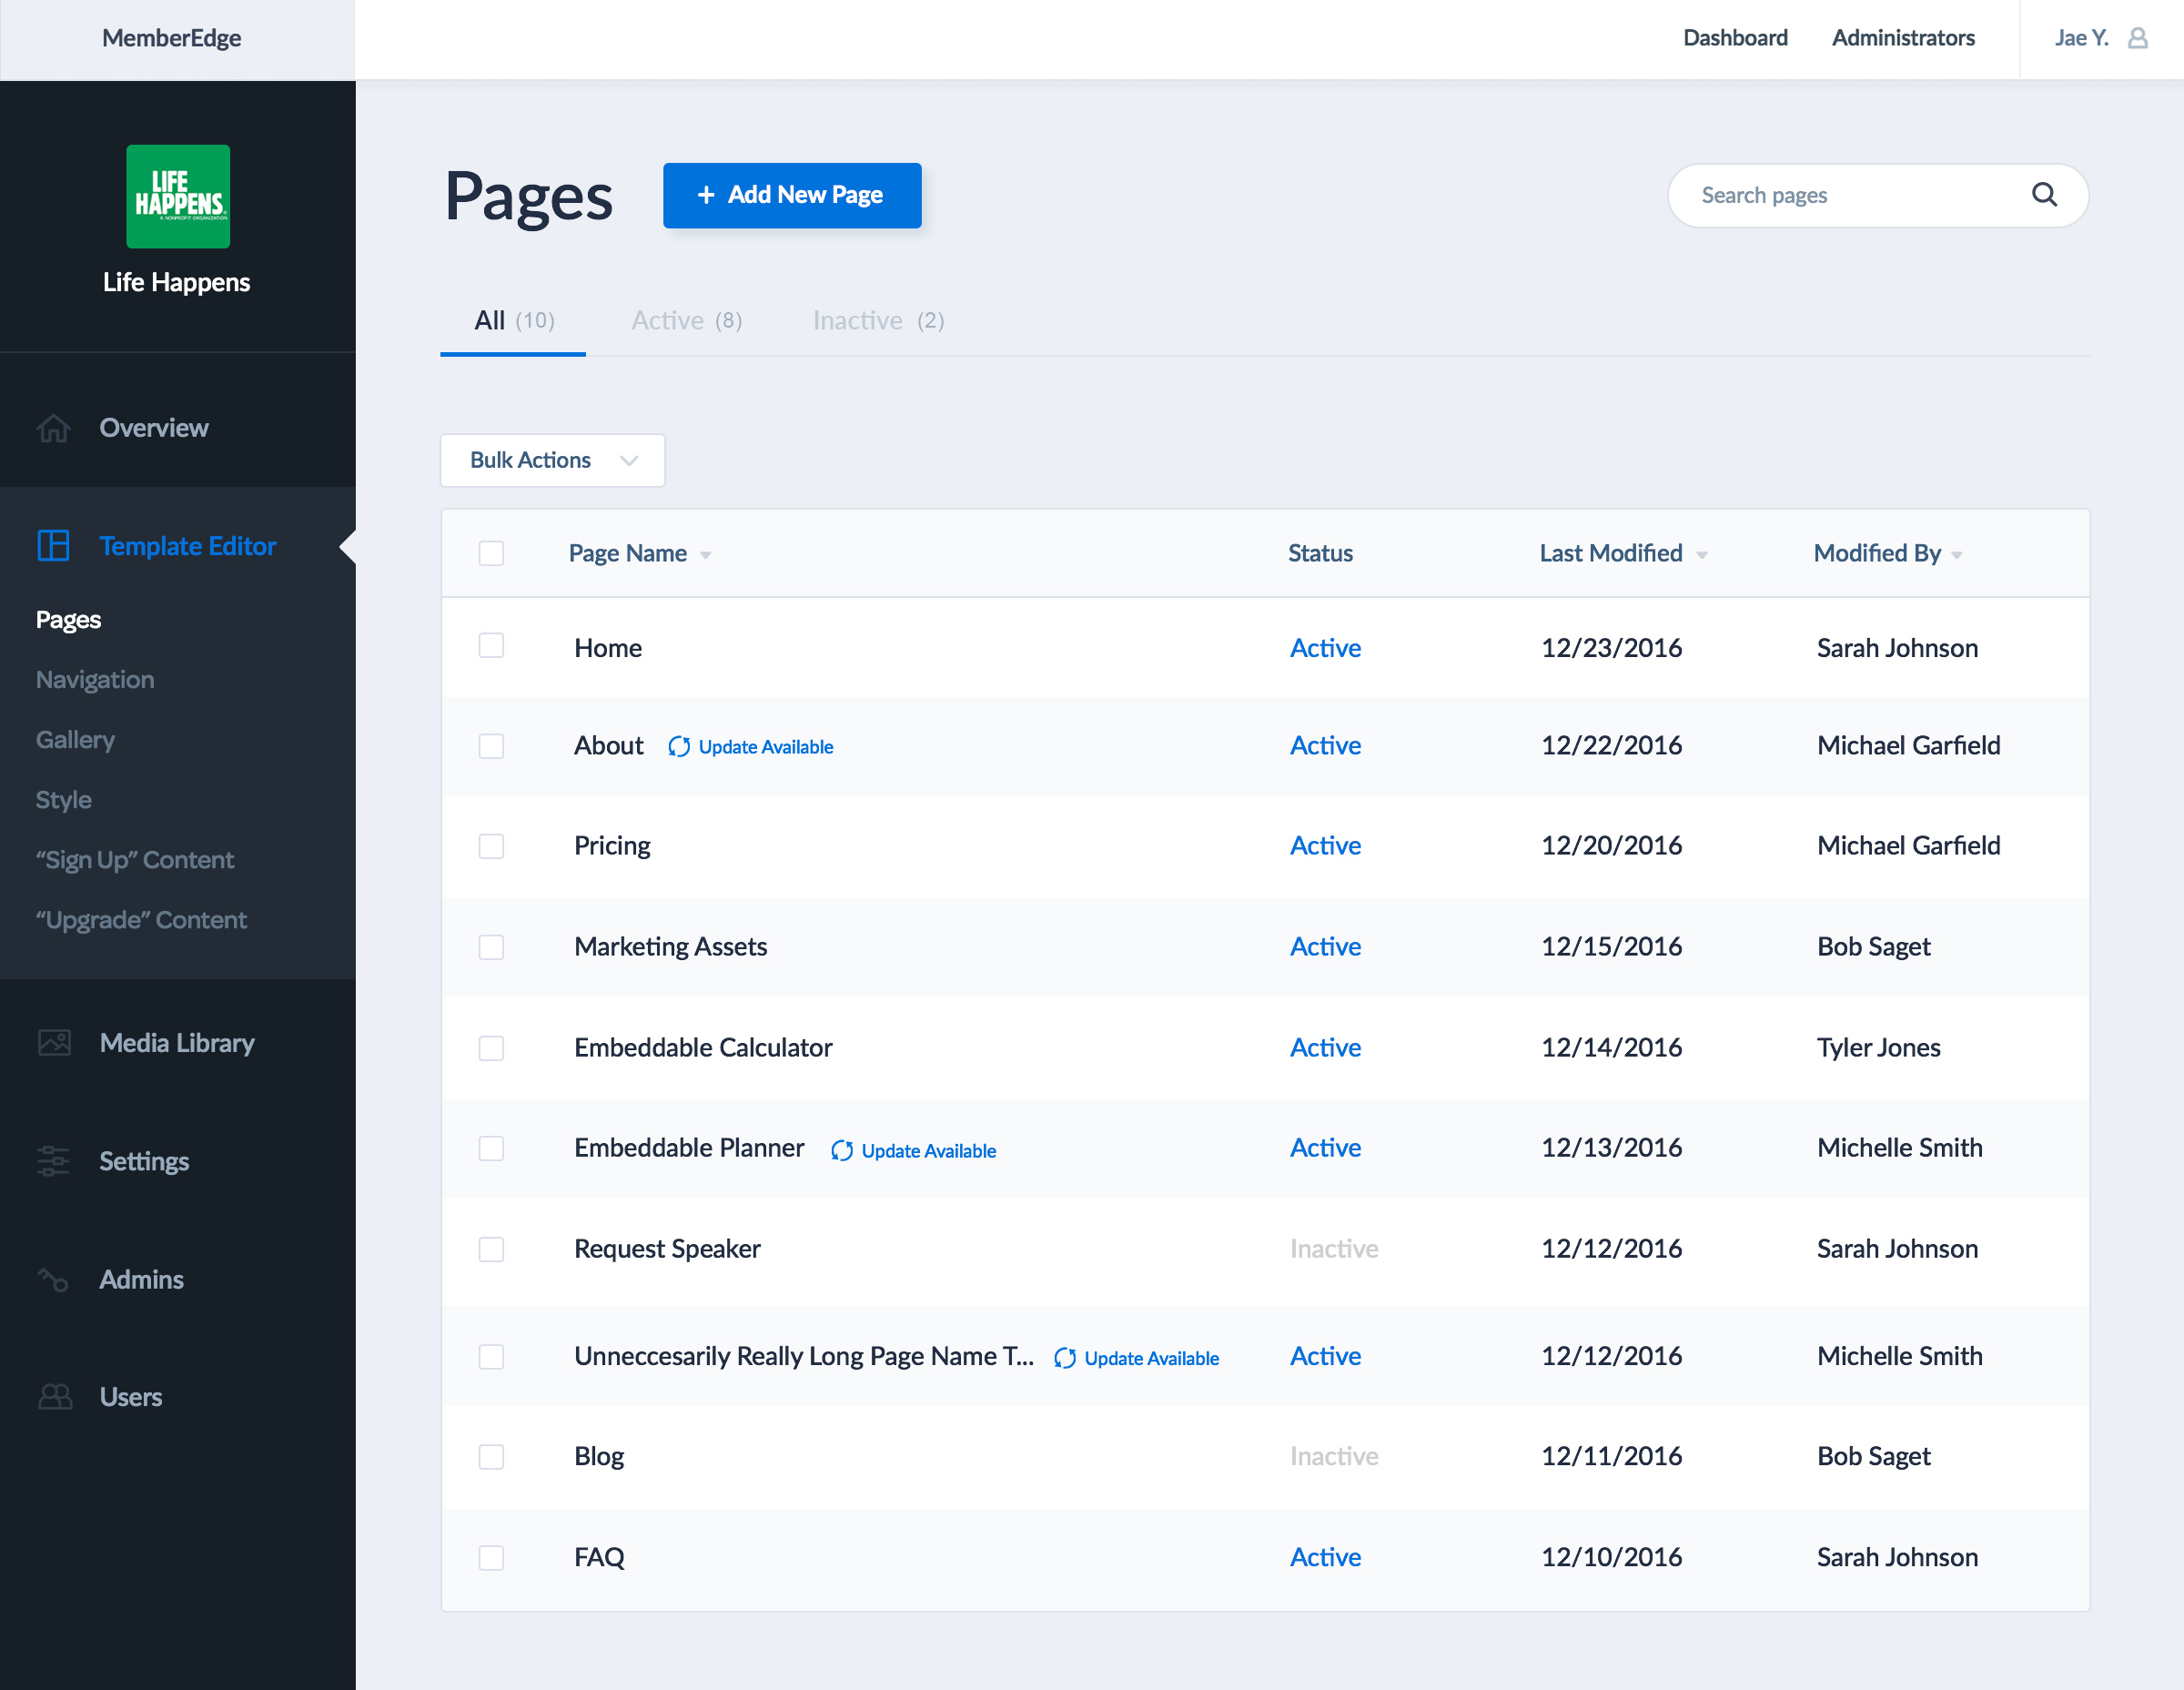 MemberEdge
Dashboard Administrators Jae Y.
LIFE
HAPPENS®
A NONPROFIT ORGANIZATION
Life Happens
Overview
Template Editor
Pages
Navigation
Gallery
Style
“Sign Up” Content
“Upgrade” Content
Media Library
Settings
Admins
Users
Pages + Add New Page Search pages
All (10) Active (8) Inactive (2)
Bulk Actions
Page Name Status Last Modified Modified By
Home Active 12/23/2016 Sarah Johnson
About Update Available Active 12/22/2016 Michael Garfield
Pricing Active 12/20/2016 Michael Garfield
Marketing Assets Active 12/15/2016 Bob Saget
Embeddable Calculator Active 12/14/2016 Tyler Jones
Embeddable Planner Update Available Active 12/13/2016 Michelle Smith
Request Speaker Inactive 12/12/2016 Sarah Johnson
Unneccesarily Really Long Page Name T... Update Available Active 12/12/2016 Michelle Smith
Blog Inactive 12/11/2016 Bob Saget
FAQ Active 12/10/2016 Sarah Johnson